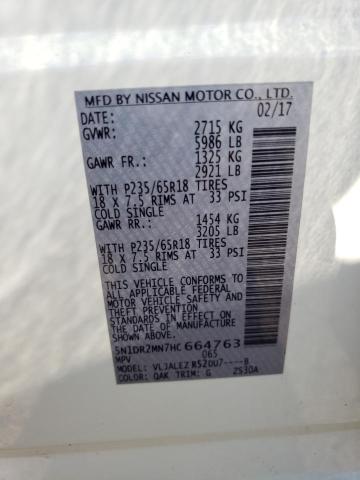 MFD BY NISSAN MOTOR CO., LTD.
DATE: 02/17
GVWR: 2715 KG
5986 LB
GAWR FR.: 1325 KG
2921 LB
WITH P235/65R18 TIRES
18 X 7.5 RIMS AT 33 PSI
COLD SINGLE
GAWR RR.: 1454 KG
3205 LB
WITH P235/65R18 TIRES
18 X 7.5 RIMS AT 33 PSI
COLD SINGLE
THIS VEHICLE CONFORMS TO ALL
APPLICABLE FEDERAL MOTOR
VEHICLE SAFETY, BUMPER AND
THEFT PREVENTION
STANDARDS IN EFFECT ON THE
DATE OF MANUFACTURE
SHOWN ABOVE.
5N1DR2MN7HC664763
MPV 065
MODEL: VLJALEZ R52DU7----B
COLOR: QAK TRIM: G 2S30A